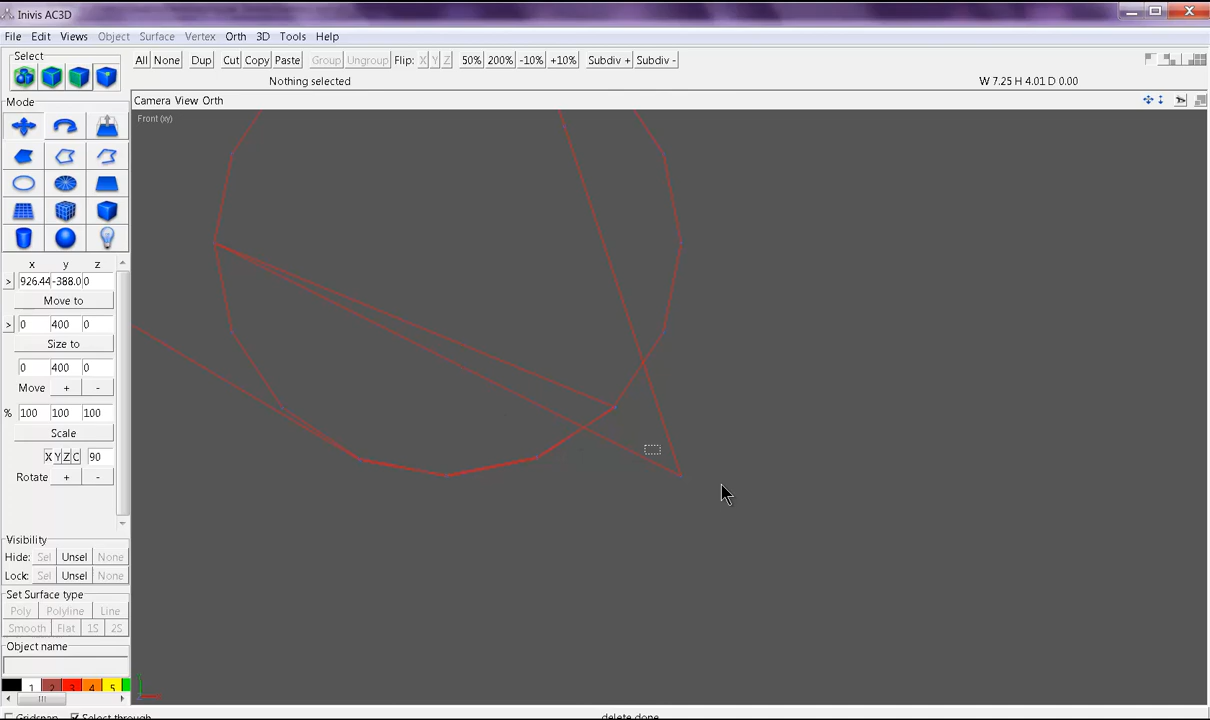 Inivis AC3D
File Edit Views Object Surface Vertex Orth 3D Tools Help
Select
All None Dup Cut Copy Paste Group Ungroup Flip: X Y Z 50% 200% -10% +10% Subdiv + Subdiv -
Nothing selected
W 7.25 H 4.01 D 0.00
Mode
Camera View Orth
Front (xy)
x y z
> 926.44 -388.0 0
Move to
> 0 400 0
Size to
0 400 0
Move + -
% 100 100 100
Scale
X Y Z C 90
Rotate + -
Visibility
Hide: Sel Unsel None
Lock: Sel Unsel None
Set Surface type
Poly Polyline Line
Smooth Flat 1S 2S
Object name
1 2 3 4 5
Gridsnap Select through
delete done